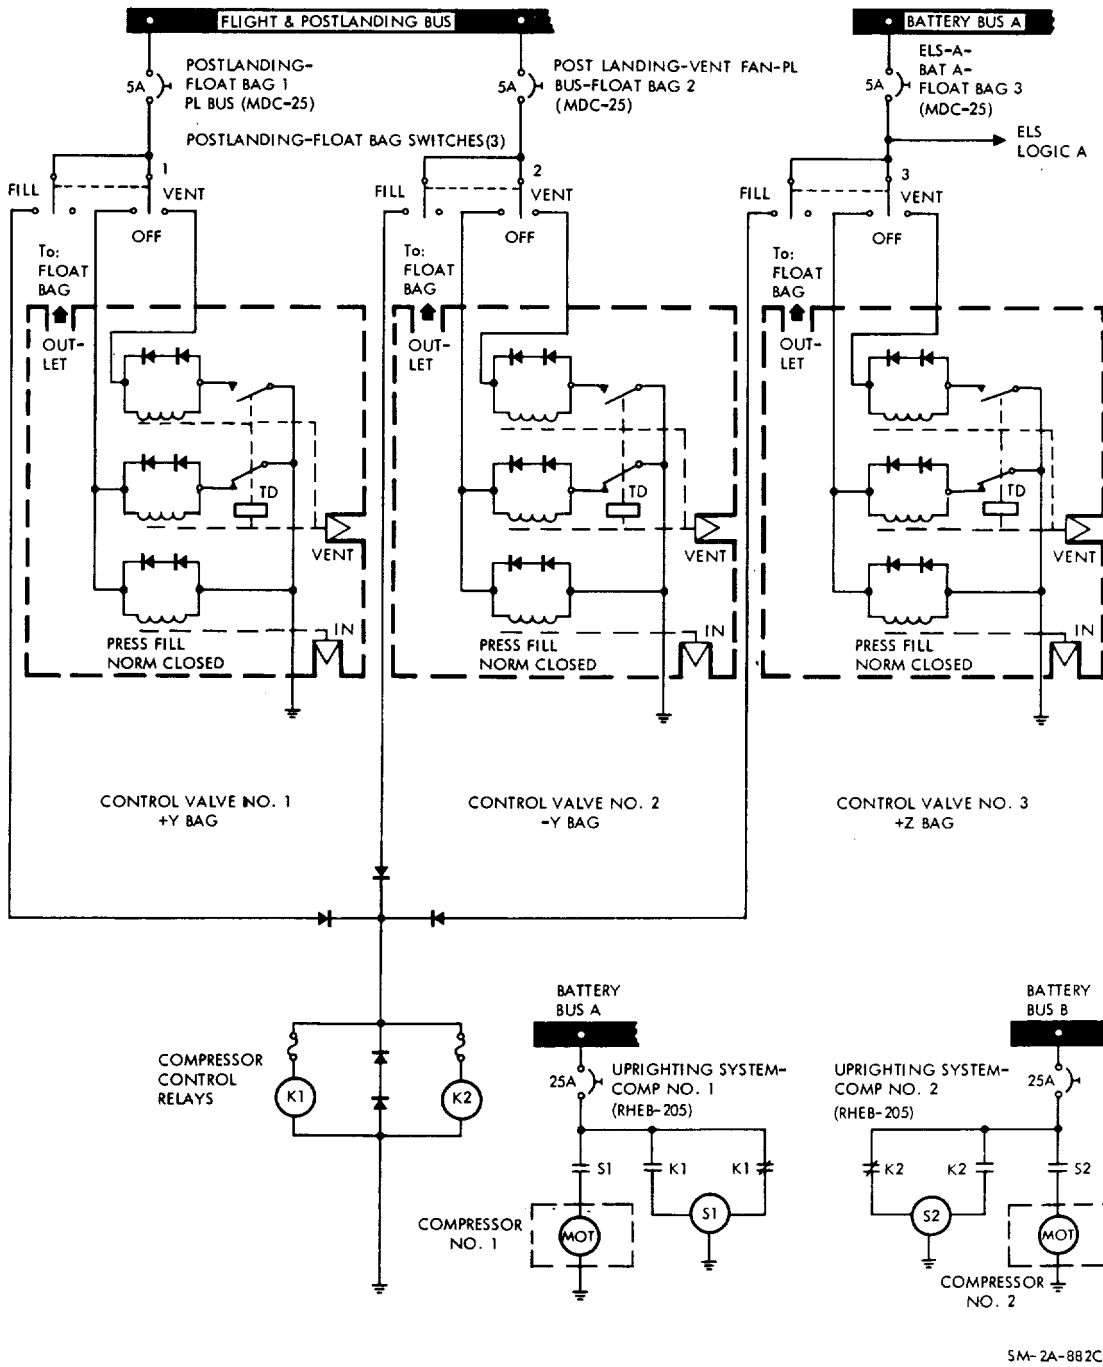 FLIGHT & POSTLANDING BUS
BATTERY BUS A
5A
POSTLANDING-
FLOAT BAG 1
PL BUS (MDC-25)
5A
POST LANDING-VENT FAN-PL
BUS-FLOAT BAG 2
(MDC-25)
5A
ELS-A-
BAT A-
FLOAT BAG 3
(MDC-25)
POSTLANDING-FLOAT BAG SWITCHES(3)
ELS
LOGIC A
FILL
1
VENT
OFF
FILL
2
VENT
OFF
FILL
3
VENT
OFF
To:
FLOAT
BAG
OUT-
LET
TD
VENT
IN
PRESS FILL
NORM CLOSED
To:
FLOAT
BAG
OUT-
LET
TD
VENT
IN
PRESS FILL
NORM CLOSED
To:
FLOAT
BAG
OUT-
LET
TD
VENT
IN
PRESS FILL
NORM CLOSED
CONTROL VALVE NO. 1
+Y BAG
CONTROL VALVE NO. 2
-Y BAG
CONTROL VALVE NO. 3
+Z BAG
COMPRESSOR
CONTROL
RELAYS
K1
K2
BATTERY
BUS A
25A
UPRIGHTING SYSTEM-
COMP NO. 1
(RHEB-205)
S1
K1
K1
S1
MOT
COMPRESSOR
NO. 1
BATTERY
BUS B
UPRIGHTING SYSTEM-
COMP NO. 2
(RHEB-205)
25A
K2
K2
S2
S2
MOT
COMPRESSOR
NO. 2
SM-2A-882C